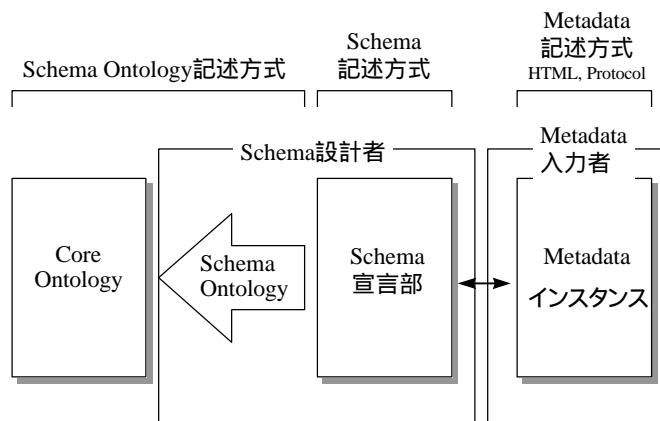 Schema Ontology記述方式
Schema
記述方式
Metadata
記述方式
HTML, Protocol
Schema設計者
Metadata
入力者
Core
Ontology
Schema
Ontology
Schema
宣言部
Metadata
インスタンス